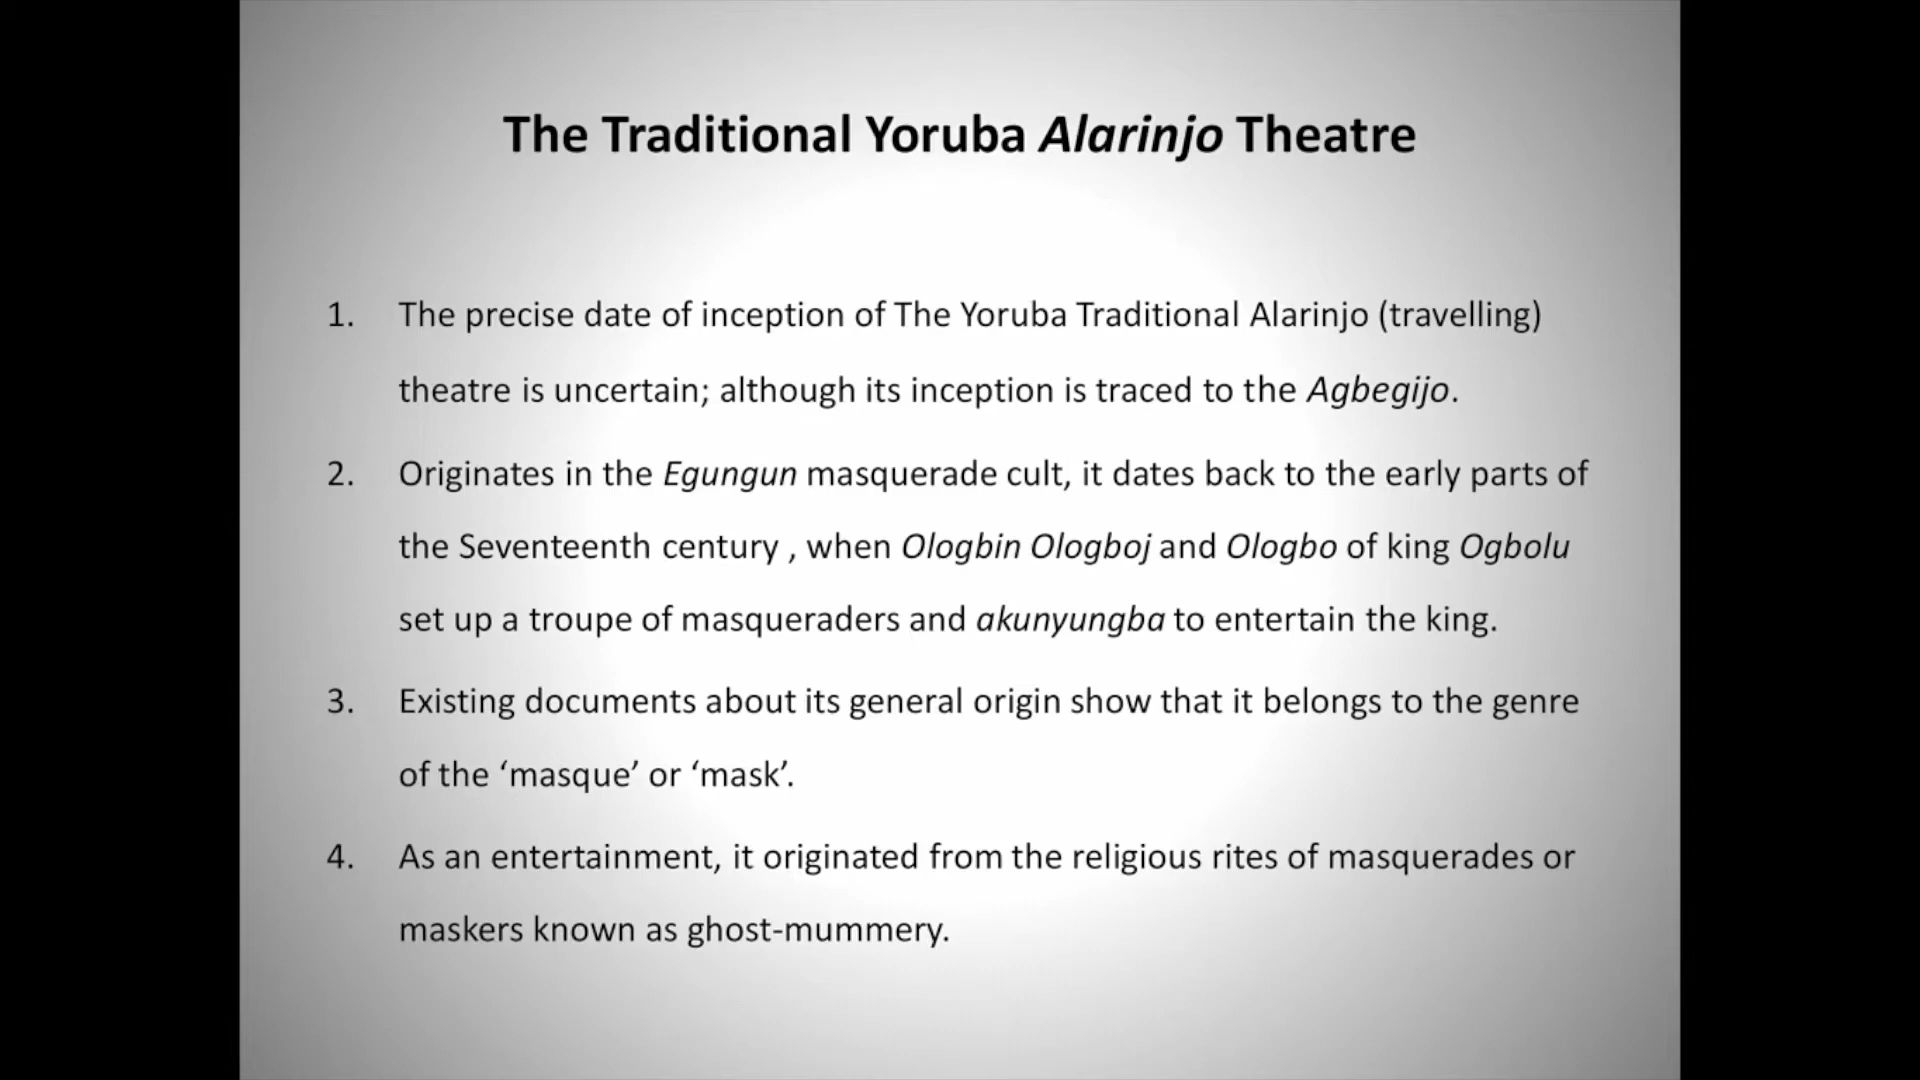 The Traditional Yoruba Alarinjo Theatre
1. The precise date of inception of The Yoruba Traditional Alarinjo (travelling)
theatre is uncertain; although its inception is traced to the Agbegijo.
2. Originates in the Egungun masquerade cult, it dates back to the early parts of
the Seventeenth century , when Ologbin Ologboj and Ologbo of king Ogbolu
set up a troupe of masqueraders and akunyungba to entertain the king.
3. Existing documents about its general origin show that it belongs to the genre
of the ‘masque’ or ‘mask’.
4. As an entertainment, it originated from the religious rites of masquerades or
maskers known as ghost-mummery.